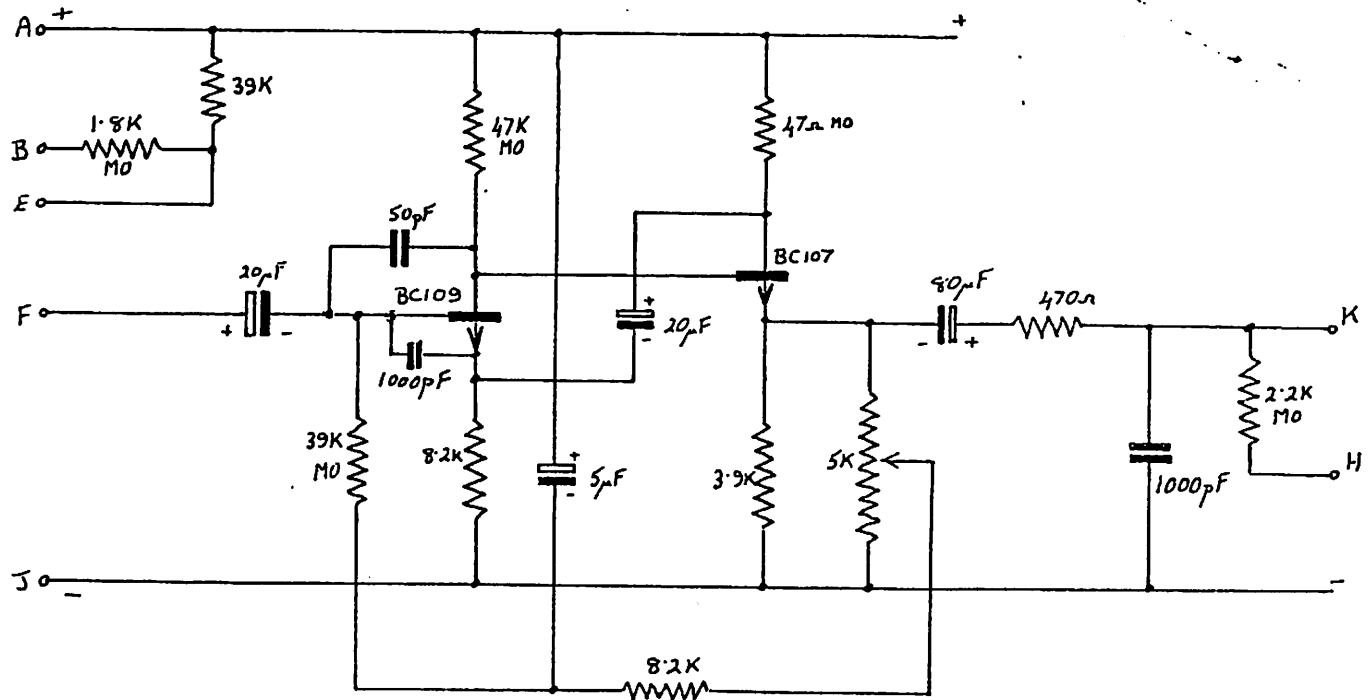 A + +
39K
1.8K
MO
B
E
47K
MO
47Ω MO
50pF
20µF
+ -
F
BC109
1000pF
BC107
+
20µF
-
80µF
- +
470Ω
K
2.2K
MO
H
39K
MO
8.2K
+
5µF
-
3.9K
5K
1000pF
J - -
8.2K